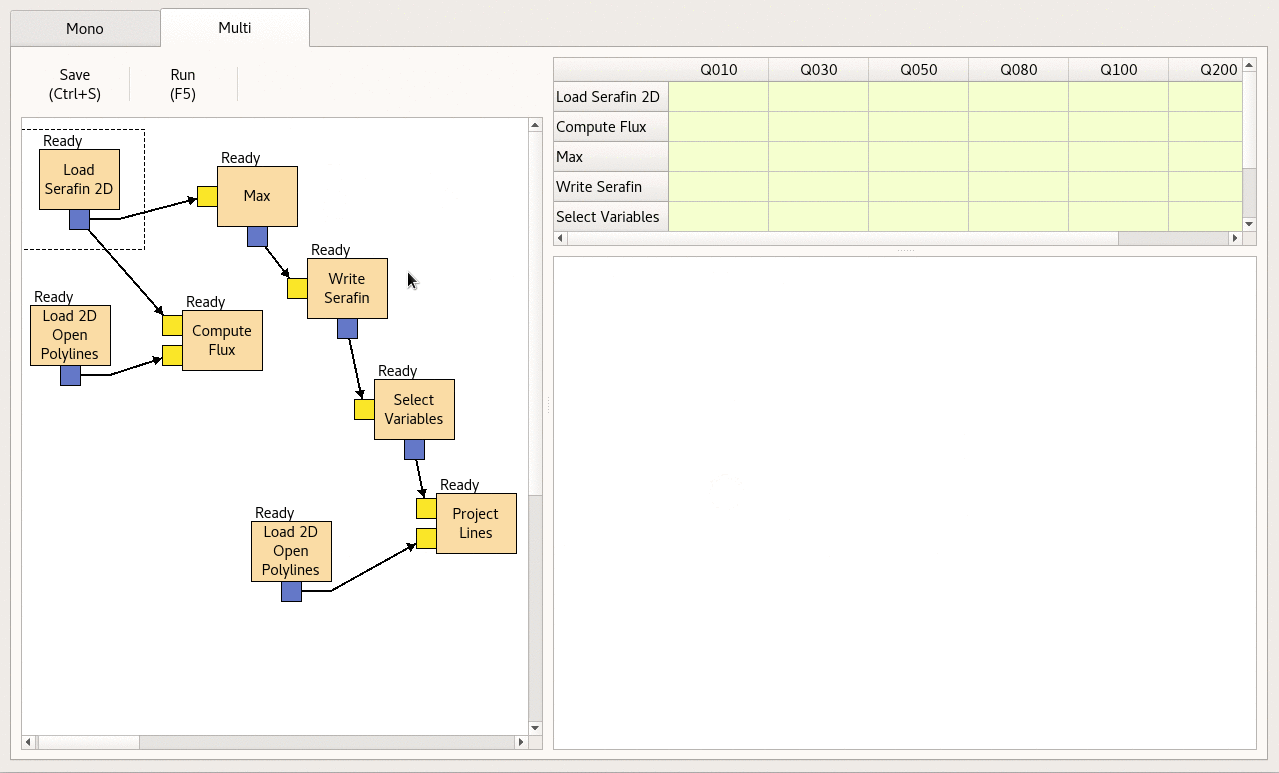 Mono
Multi
Save
(Ctrl+S)
Run
(F5)
Ready
Load
Serafin 2D
Ready
Max
Ready
Write
Serafin
Ready
Load 2D
Open
Polylines
Ready
Compute
Flux
Ready
Select
Variables
Ready
Project
Lines
Ready
Load 2D
Open
Polylines
Q010 Q030 Q050 Q080 Q100 Q200
Load Serafin 2D
Compute Flux
Max
Write Serafin
Select Variables